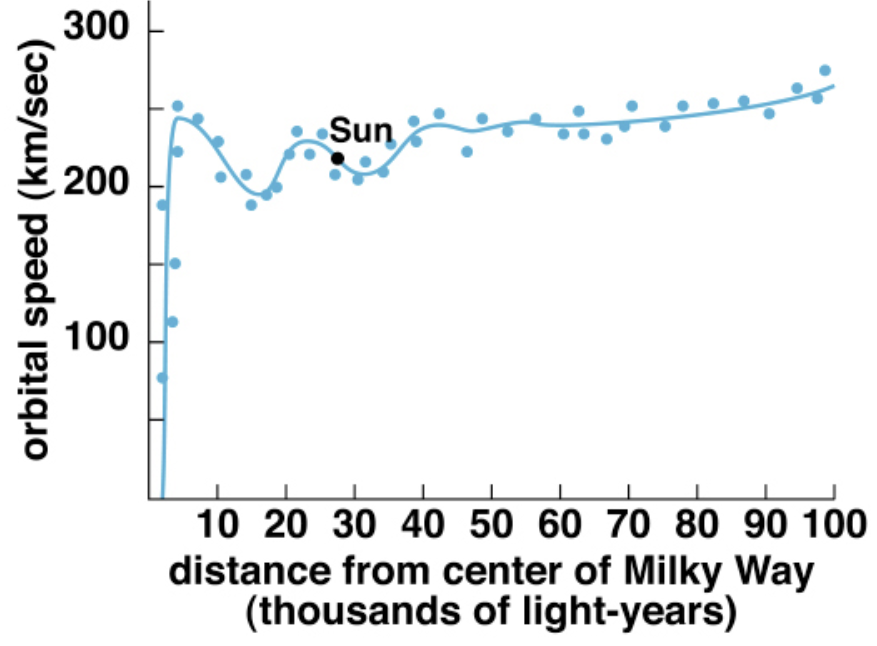 300
200
100
orbital speed (km/sec)
Sun
10 20 30 40 50 60 70 80 90 100
distance from center of Milky Way
(thousands of light-years)